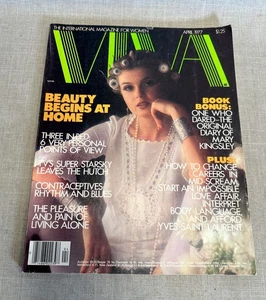 THE INTERNATIONAL MAGAZINE FOR WOMEN
APRIL 1977
$1.25
VIVA
BEAUTY
BEGINS AT
HOME
THREE IN BED
6 VERY PERSONAL
POINTS OF VIEW
TV'S SUPER STARSKY
LEAVES THE HUTCH
CONTRACEPTIVES
RHYTHM AND BLUES
THE PLEASURE
AND PAIN OF
LIVING ALONE
BOOK
BONUS:
ONE WHO
DARED—THE
ORIGINAL
DIARY OF
MARY
KINGSLEY
PLUS:
HOW TO CHANGE
CAREERS IN
MID SCREAM
START AN IMPOSSIBLE
LOVE AFFAIR
INTERPRET
BODY LANGUAGE
AND AFFORD
YVES SAINT LAURENT